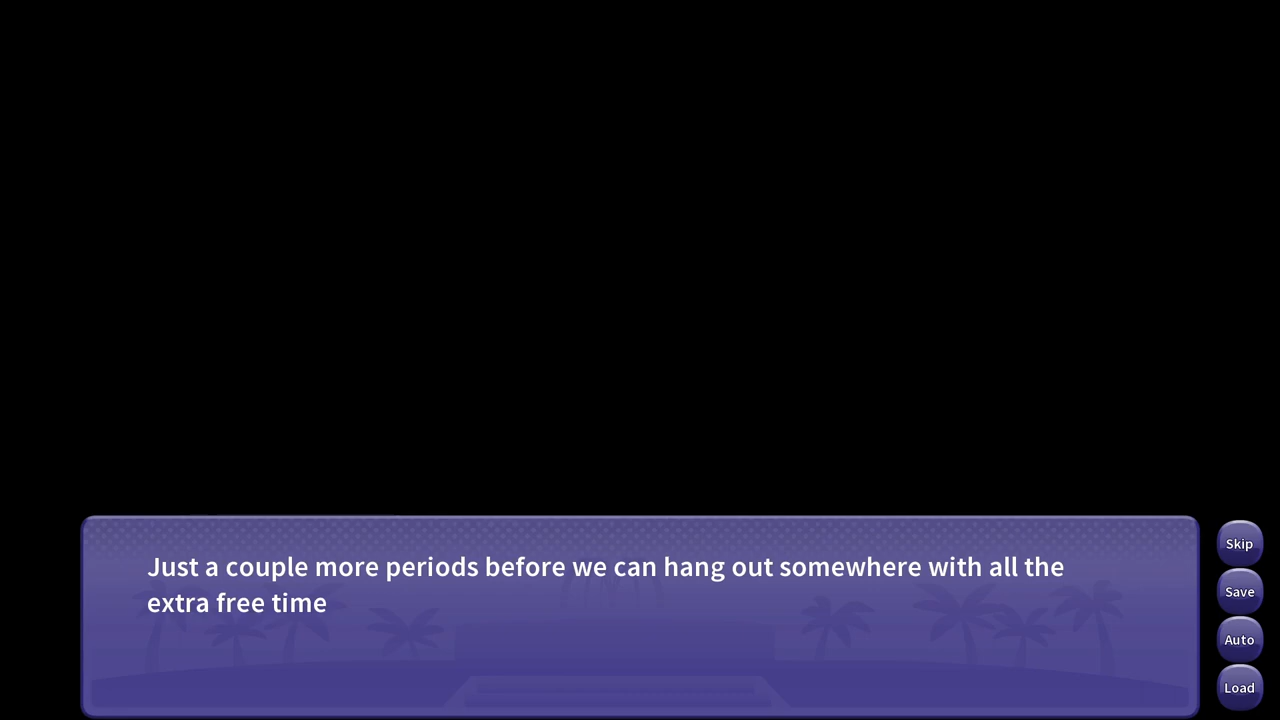 Just a couple more periods before we can hang out somewhere with all the
extra free time
Skip
Save
Auto
Load